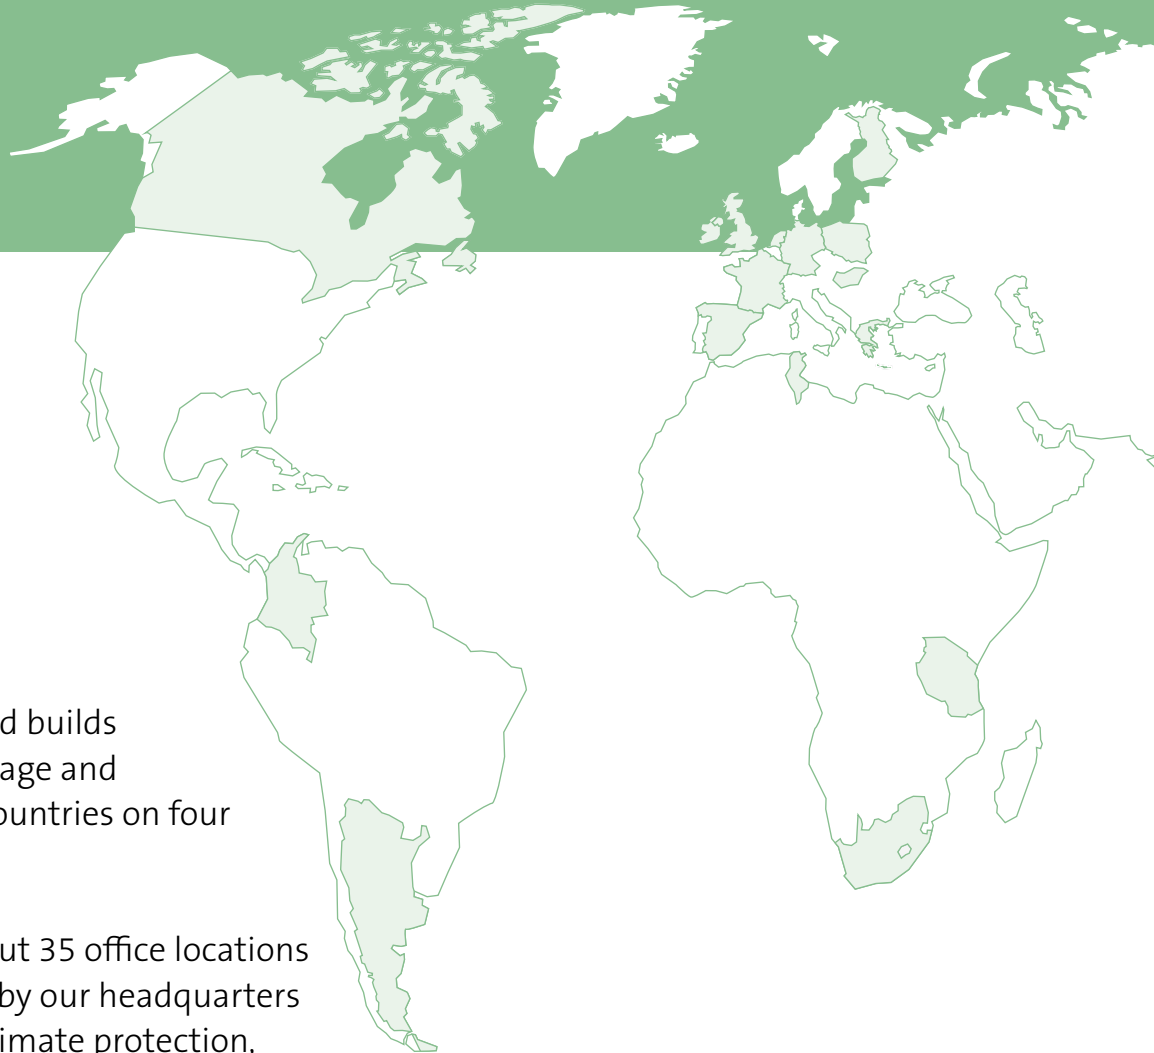 d builds
age and
ountries on four
ut 35 office locations
by our headquarters
imate protection,